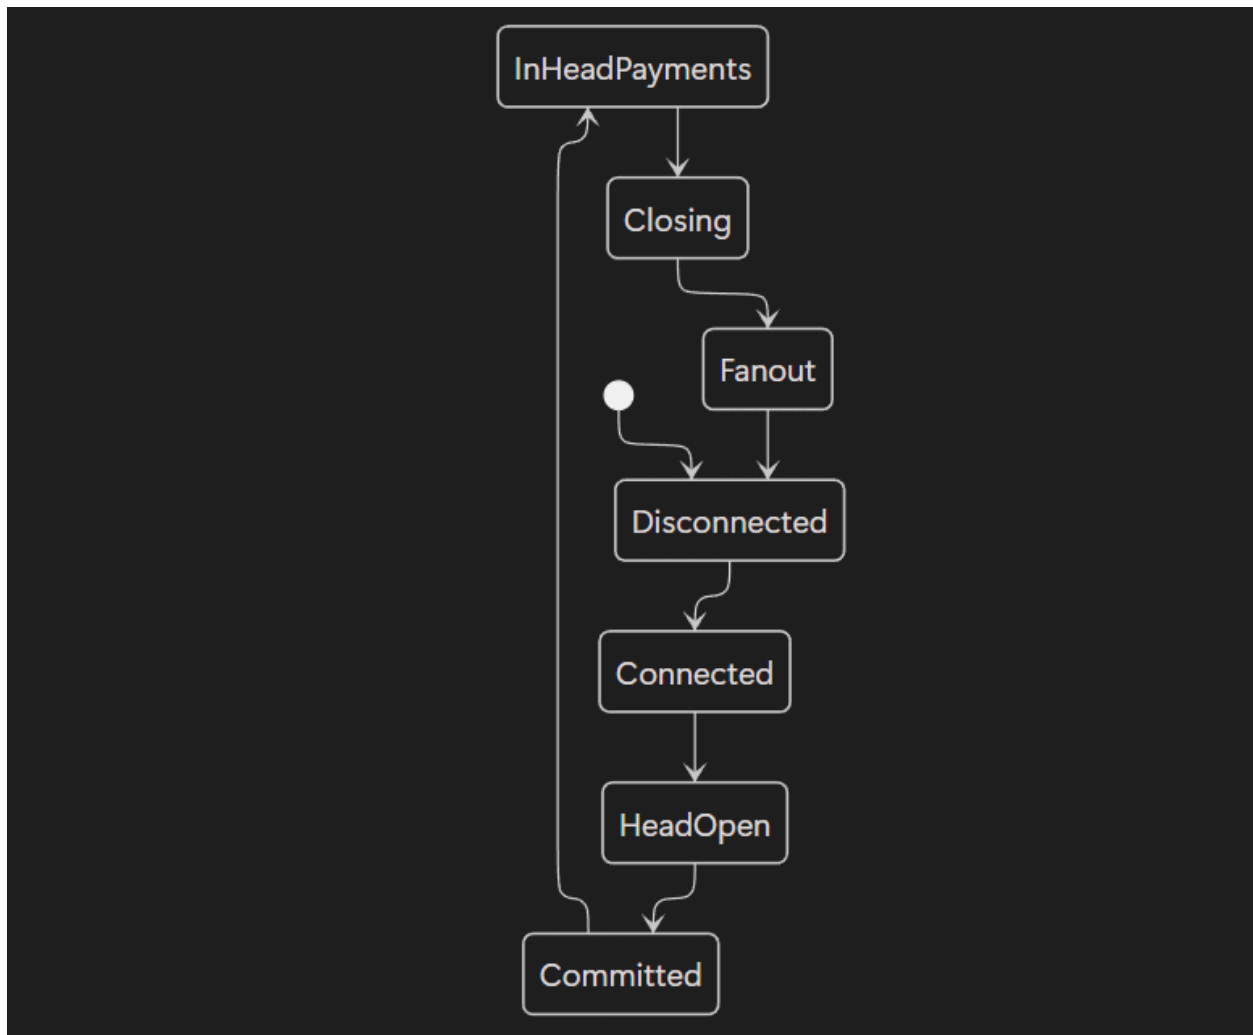 InHeadPayments
Closing
Fanout
Disconnected
Connected
HeadOpen
Committed